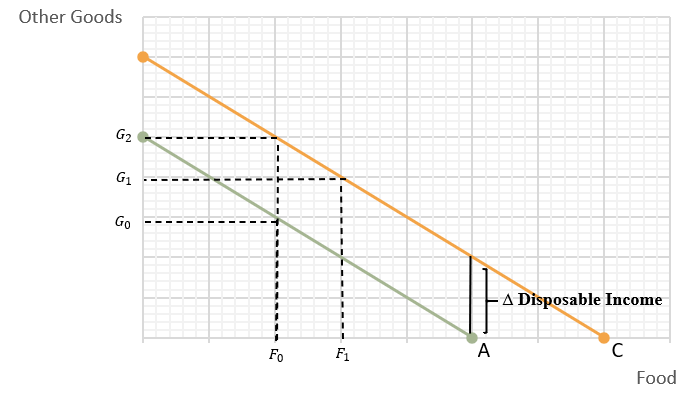 Other Goods
G₂
G₁
G₀
Δ Disposable Income
F₀
F₁
A
C
Food